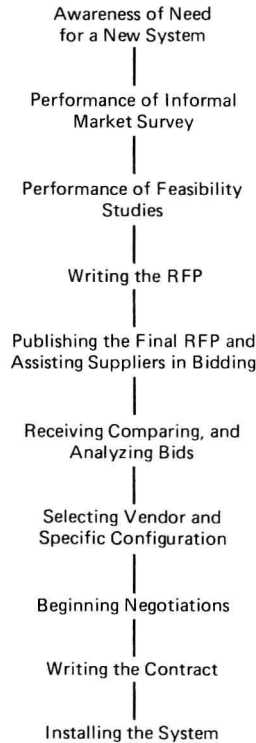 Awareness of Need
for a New System
Performance of Informal
Market Survey
Performance of Feasibility
Studies
Writing the RFP
Publishing the Final RFP and
Assisting Suppliers in Bidding
Receiving Comparing, and
Analyzing Bids
Selecting Vendor and
Specific Configuration
Beginning Negotiations
Writing the Contract
Installing the System